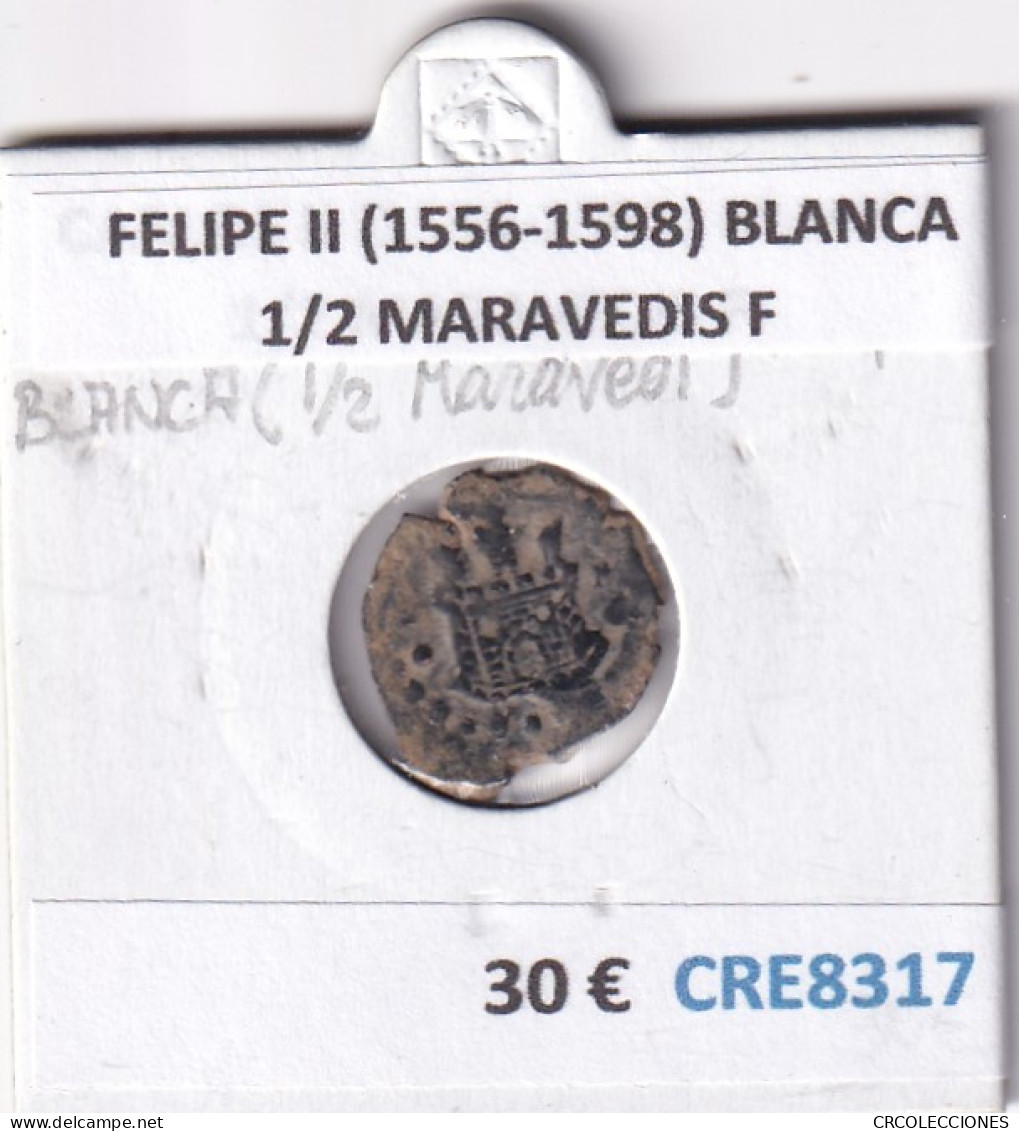 FELIPE II (1556-1598) BLANCA
1/2 MARAVEDIS F
BLANCA (1/2 Maravedi)
30 € CRE8317
www.delcampe.net
CRCOLECCIONES